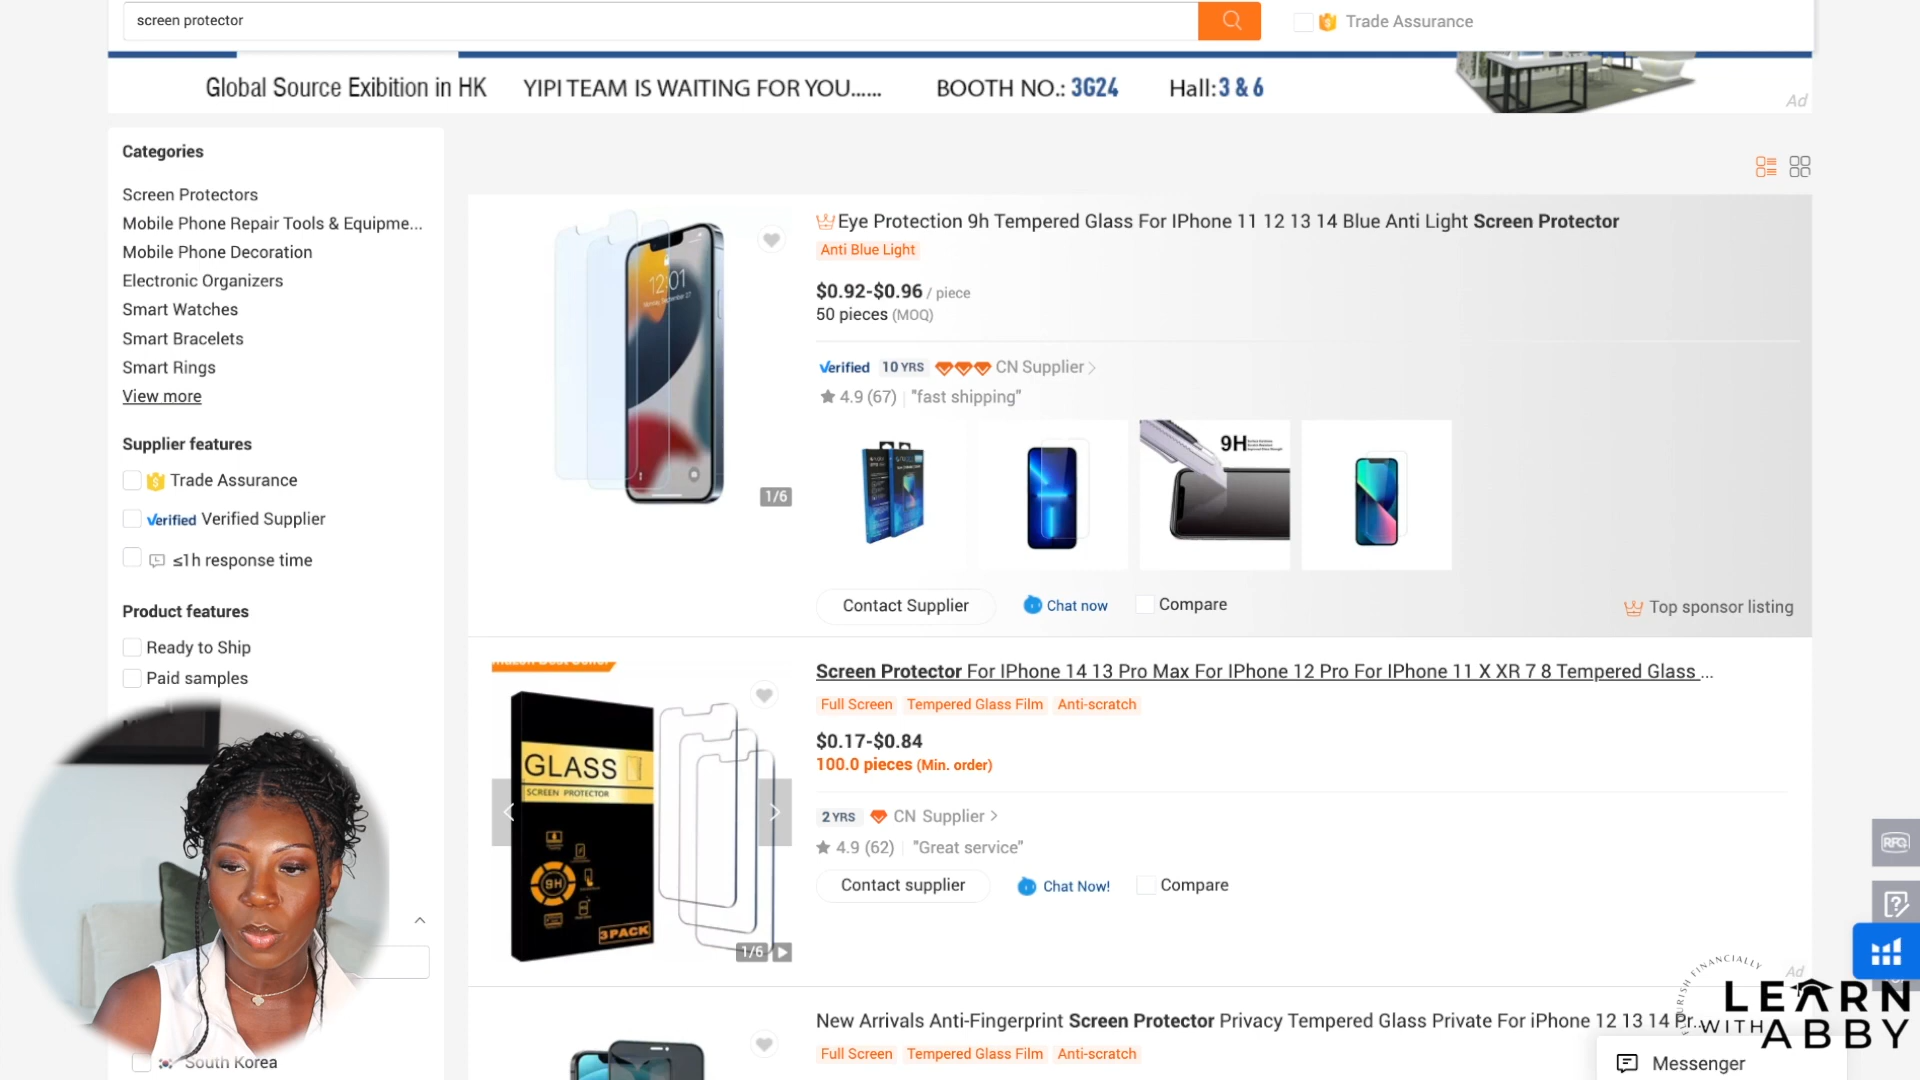 screen protector
Trade Assurance
Global Source Exibition in HK YIPI TEAM IS WAITING FOR YOU...... BOOTH NO.: 3G24 Hall: 3 & 6
Ad
Categories
Screen Protectors
Mobile Phone Repair Tools & Equipme...
Mobile Phone Decoration
Electronic Organizers
Smart Watches
Smart Bracelets
Smart Rings
View more
Supplier features
Trade Assurance
Verified Verified Supplier
≤1h response time
Product features
Ready to Ship
Paid samples
South Korea
Eye Protection 9h Tempered Glass For IPhone 11 12 13 14 Blue Anti Light Screen Protector
Anti Blue Light
$0.92-$0.96 / piece
50 pieces (MOQ)
Verified 10 YRS CN Supplier >
4.9 (67) "fast shipping"
12:01
1/6
9H
Contact Supplier Chat now Compare
Top sponsor listing
Screen Protector For IPhone 14 13 Pro Max For IPhone 12 Pro For IPhone 11 X XR 7 8 Tempered Glass ...
Full Screen Tempered Glass Film Anti-scratch
$0.17-$0.84
100.0 pieces (Min. order)
2 YRS CN Supplier >
4.9 (62) "Great service"
Contact supplier Chat Now! Compare
GLASS
SCREEN PROTECTOR
9H
3PACK
1/6
Ad
New Arrivals Anti-Fingerprint Screen Protector Privacy Tempered Glass Private For iPhone 12 13 14 Pr...
Full Screen Tempered Glass Film Anti-scratch
RFQ
LEARN
WITH ABBY
Messenger